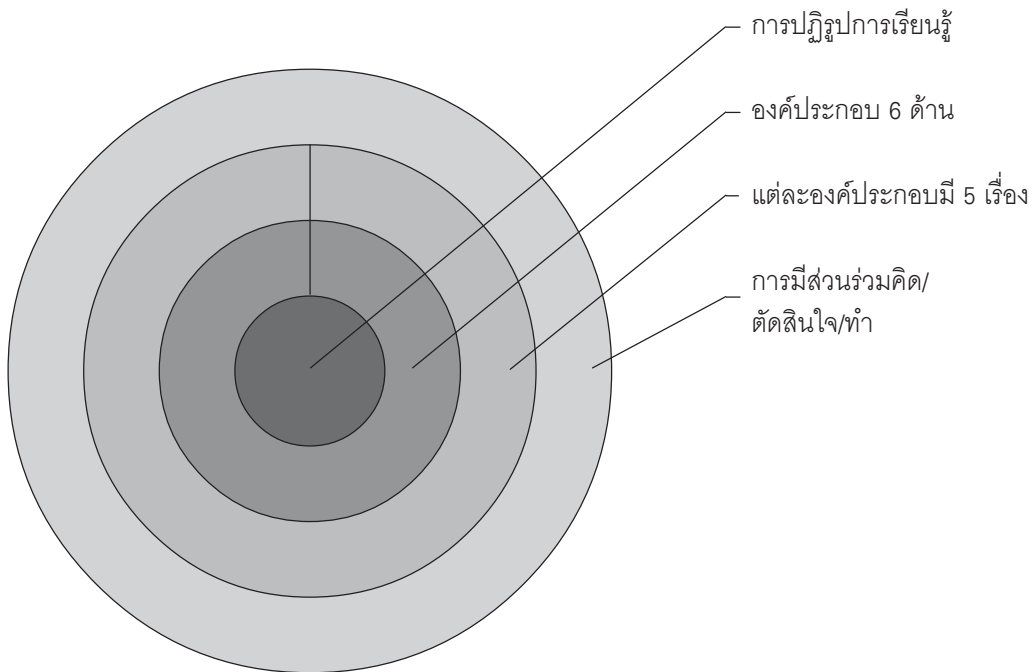 การปฏิรูปการเรียนรู้
องค์ประกอบ 6 ด้าน
แต่ละองค์ประกอบมี 5 เรื่อง
การมีส่วนร่วมคิด/
ตัดสินใจ/ทำ